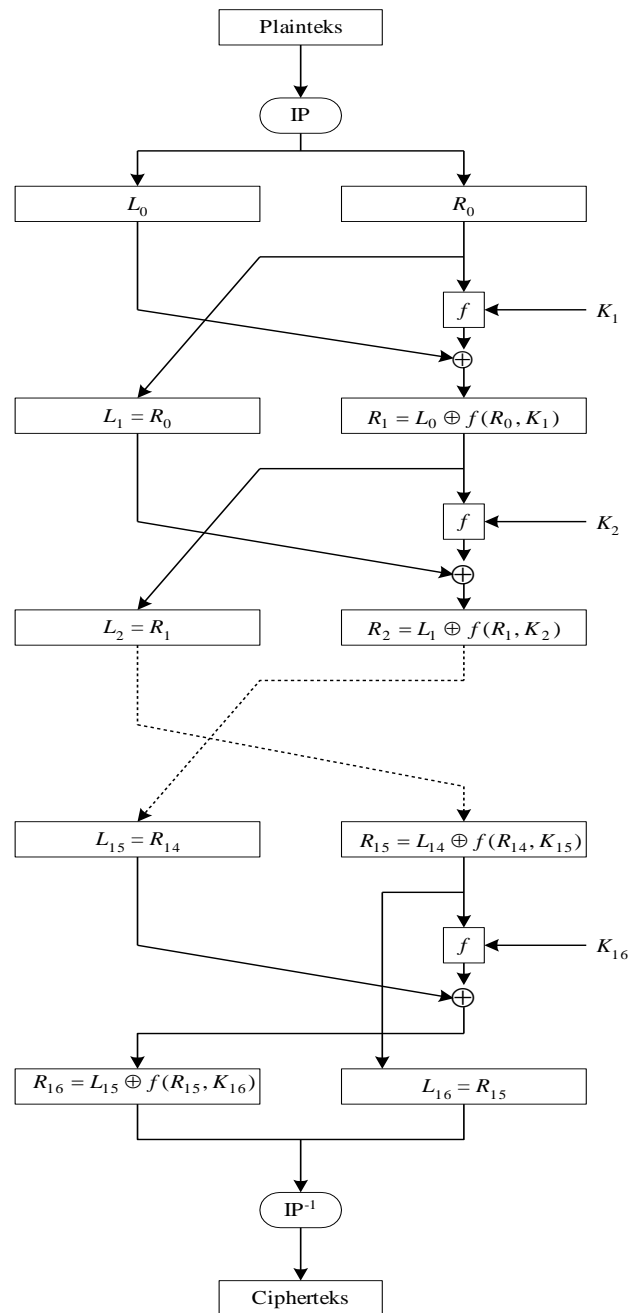 Plainteks
IP
L₀
R₀
f
K₁
⊕
L₁ = R₀
R₁ = L₀ ⊕ f(R₀, K₁)
f
K₂
⊕
L₂ = R₁
R₂ = L₁ ⊕ f(R₁, K₂)
L₁₅ = R₁₄
R₁₅ = L₁₄ ⊕ f(R₁₄, K₁₅)
f
K₁₆
⊕
R₁₆ = L₁₅ ⊕ f(R₁₅, K₁₆)
L₁₆ = R₁₅
IP⁻¹
Cipherteks